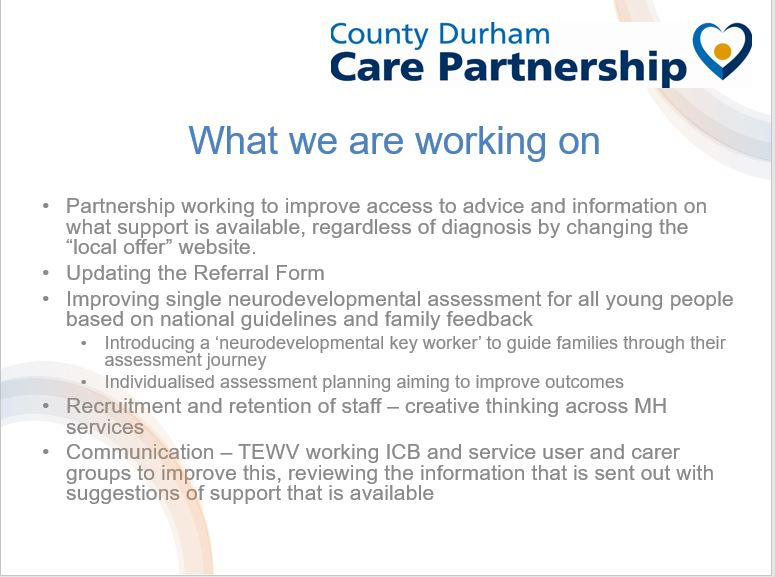 County Durham
Care Partnership
What we are working on
• Partnership working to improve access to advice and information on
what support is available, regardless of diagnosis by changing the
“local offer” website.
• Updating the Referral Form
• Improving single neurodevelopmental assessment for all young people
based on national guidelines and family feedback
• Introducing a ‘neurodevelopmental key worker’ to guide families through their
assessment journey
• Individualised assessment planning aiming to improve outcomes
• Recruitment and retention of staff – creative thinking across MH
services
• Communication – TEWV working ICB and service user and carer
groups to improve this, reviewing the information that is sent out with
suggestions of support that is available